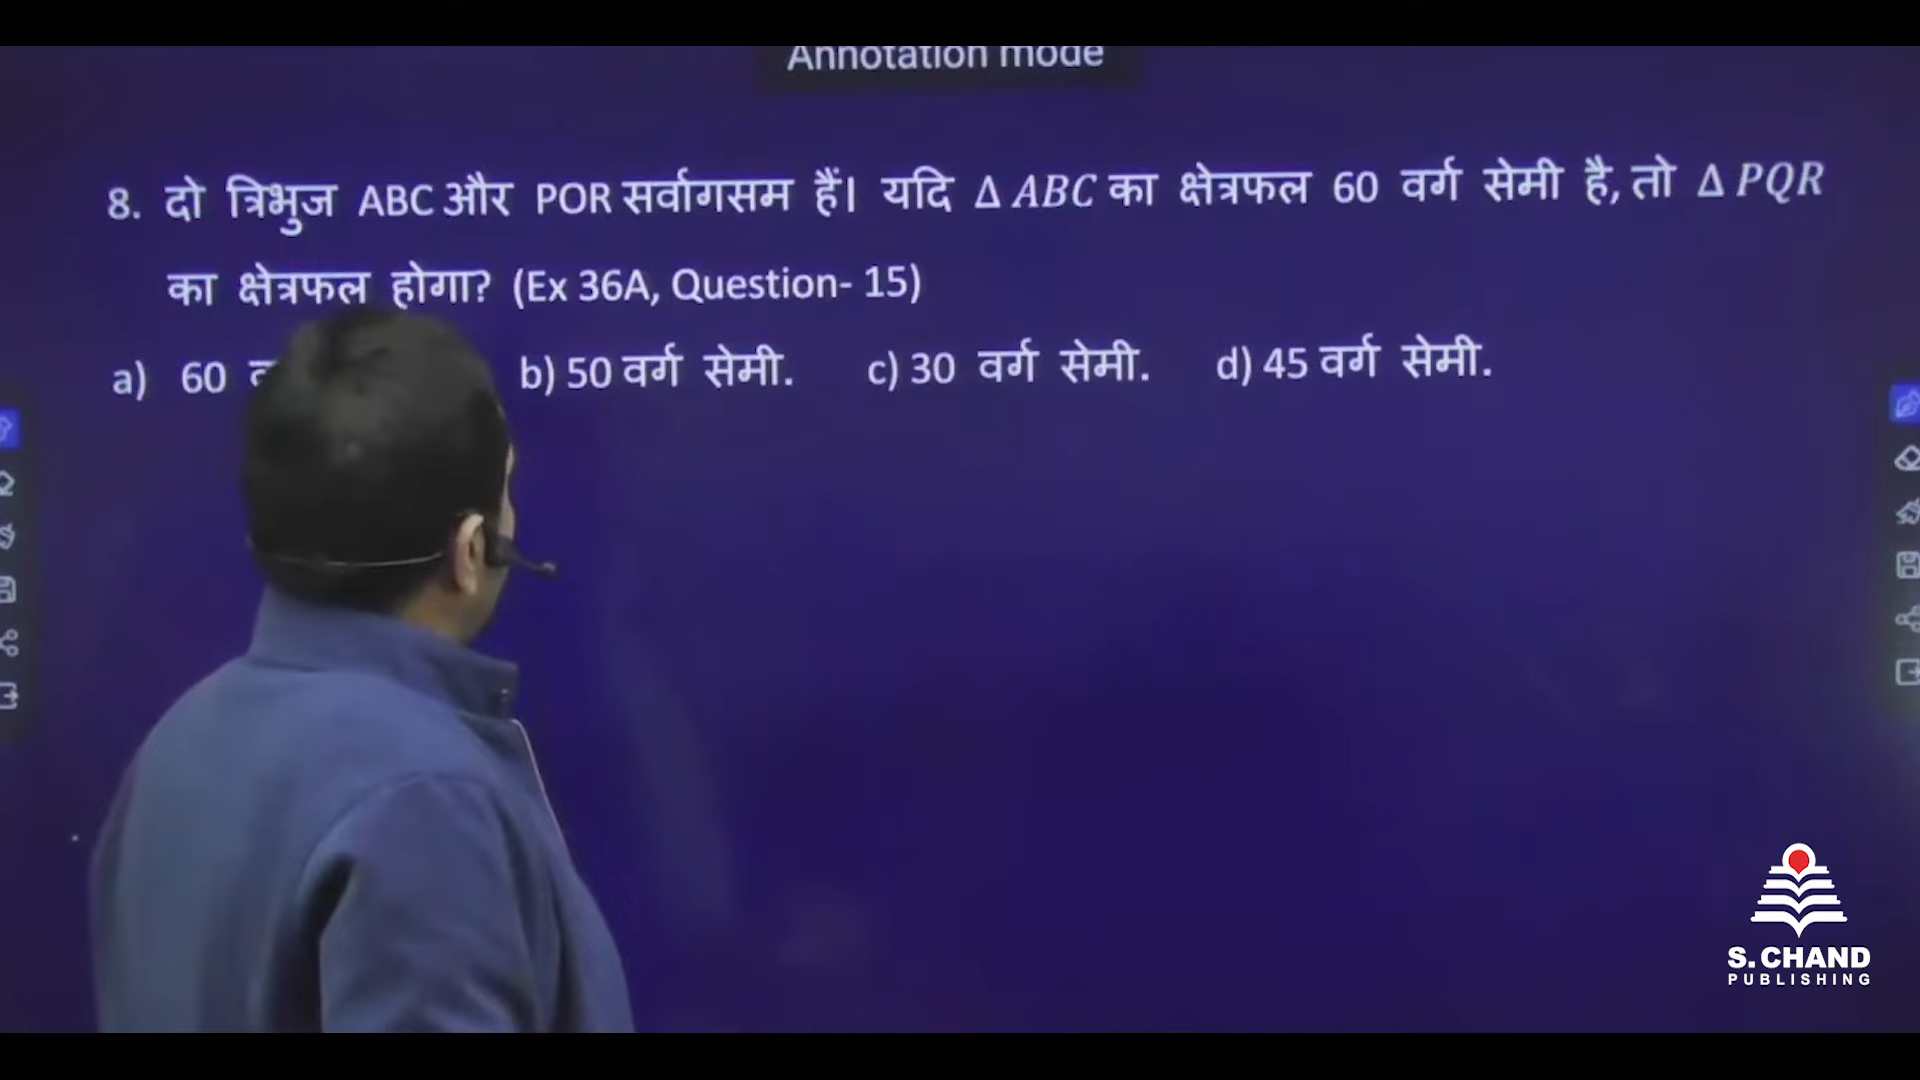 Annotation mode
8. दो त्रिभुज ABC और POR सर्वागसम हैं। यदि Δ ABC का क्षेत्रफल 60 वर्ग सेमी है, तो Δ PQR
का क्षेत्रफल होगा? (Ex 36A, Question- 15)
a) 60 b) 50 वर्ग सेमी. c) 30 वर्ग सेमी. d) 45 वर्ग सेमी.
S. CHAND
PUBLISHING